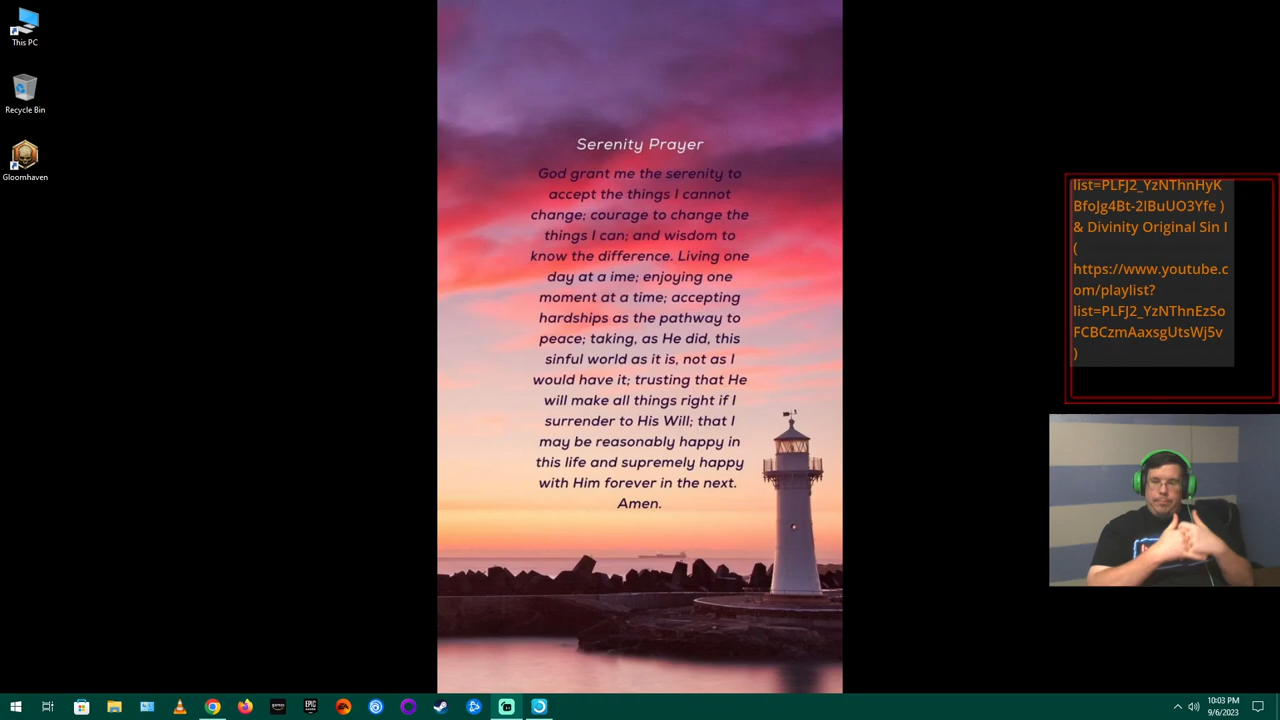 This PC
Recycle Bin
Gloomhaven
Serenity Prayer
God grant me the serenity to
accept the things I cannot
change; courage to change the
things I can; and wisdom to
know the difference. Living one
day at a ime; enjoying one
moment at a time; accepting
hardships as the pathway to
peace; taking, as He did, this
sinful world as it is, not as I
would have it; trusting that He
will make all things right if I
surrender to His Will; that I
may be reasonably happy in
this life and supremely happy
with Him forever in the next.
Amen.
list=PLFJ2_YzNThnHyK
BfoJg4Bt-2IBuUO3Yfe )
& Divinity Original Sin I
(
https://www.youtube.c
om/playlist?
list=PLFJ2_YzNThnEzSo
FCBCzmAaxsgUtsWj5v
)
10:03 PM
9/6/2023